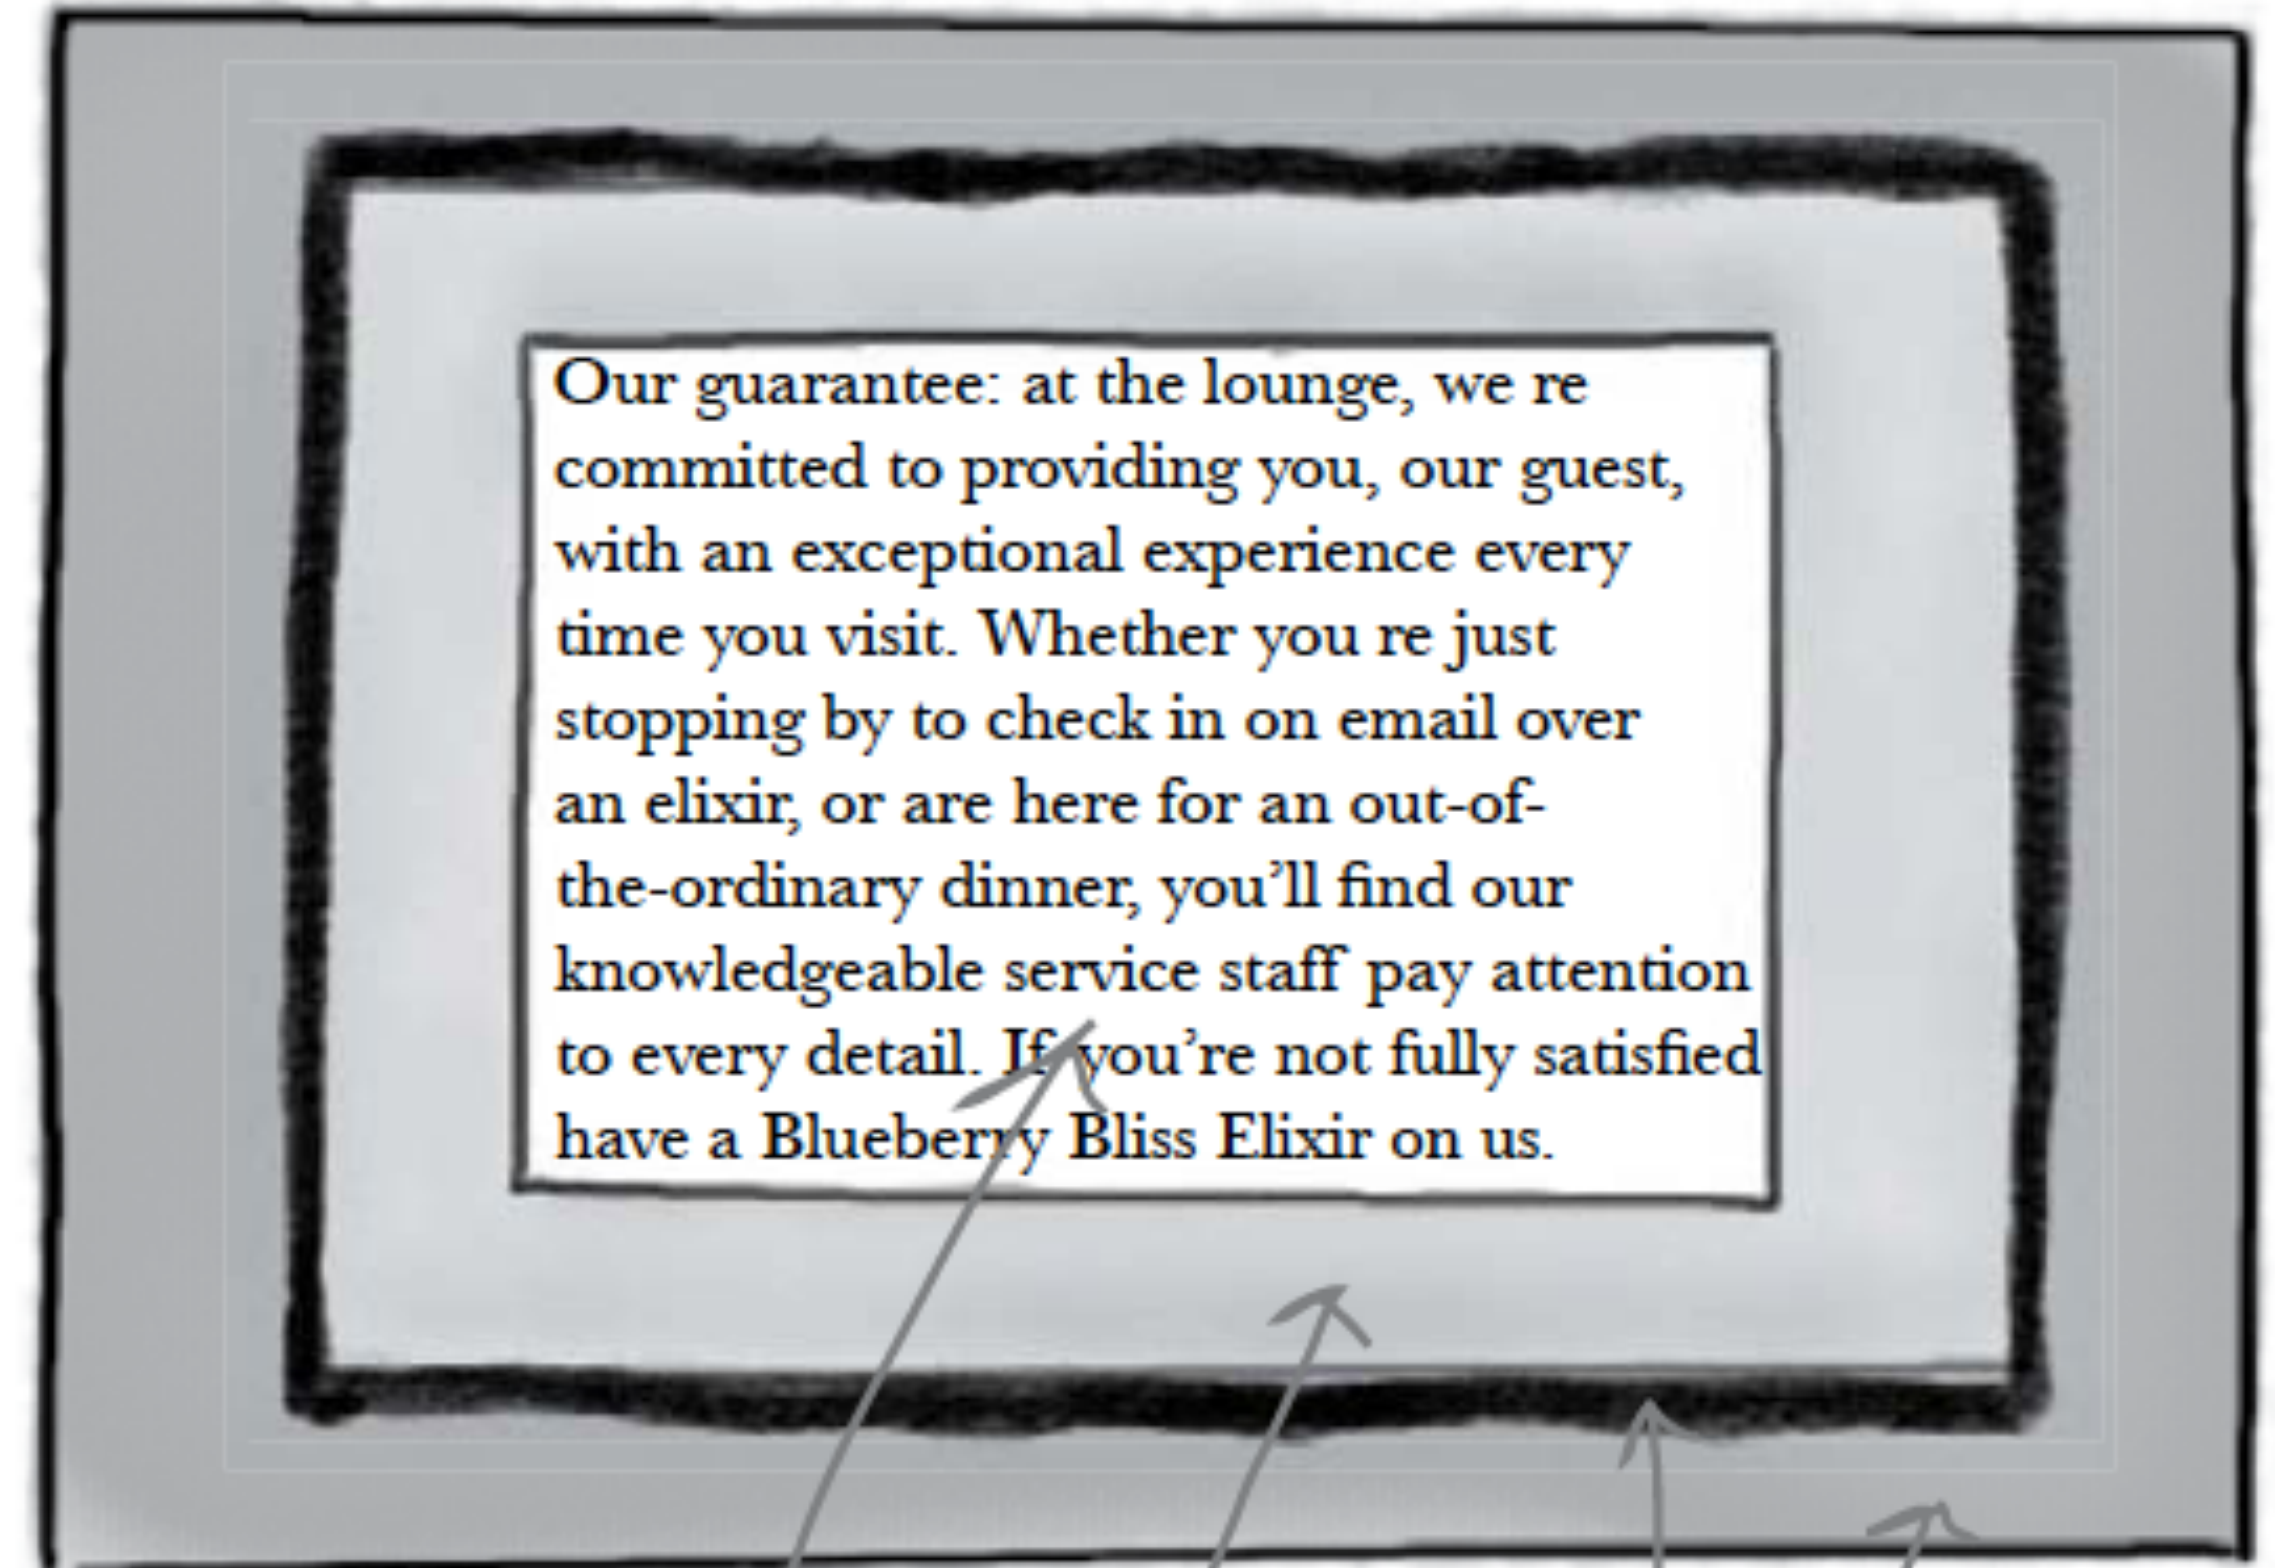 Our guarantee: at the lounge, we re
committed to providing you, our guest,
with an exceptional experience every
time you visit. Whether you re just
stopping by to check in on email over
an elixir, or are here for an out-of-
the-ordinary dinner, you’ll find our
knowledgeable service staff pay attention
to every detail. If you’re not fully satisfied
have a Blueberry Bliss Elixir on us.